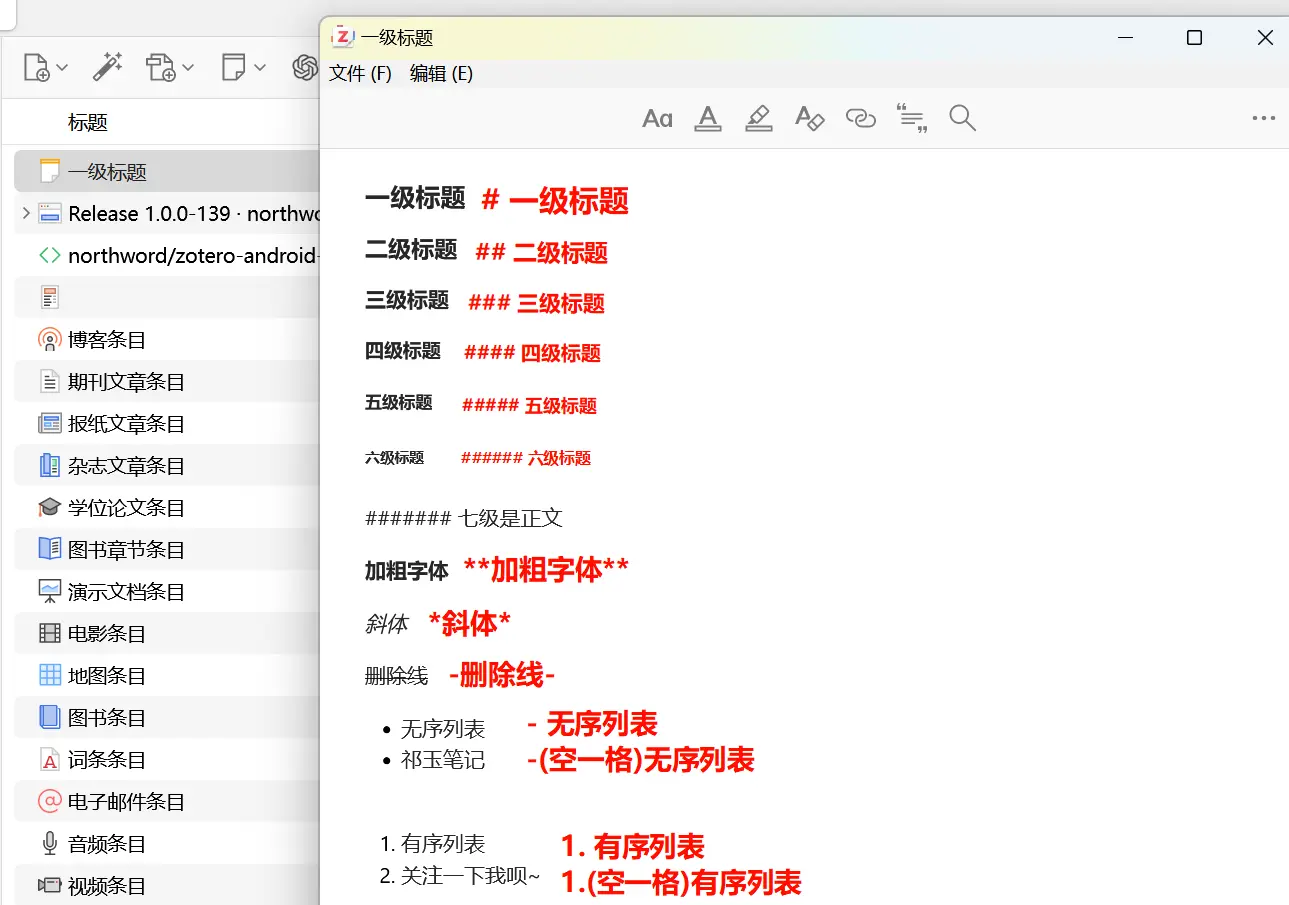 标题
一级标题
Release 1.0.0-139 · northwo
northword/zotero-android-
博客条目
期刊文章条目
报纸文章条目
杂志文章条目
学位论文条目
图书章节条目
演示文档条目
电影条目
地图条目
图书条目
词条条目
电子邮件条目
音频条目
视频条目
一级标题
文件 (F) 编辑 (E)
Aa
一级标题 # 一级标题
二级标题 ## 二级标题
三级标题 ### 三级标题
四级标题 #### 四级标题
五级标题 ##### 五级标题
六级标题 ###### 六级标题
####### 七级是正文
加粗字体 **加粗字体**
斜体 *斜体*
删除线 -删除线-
• 无序列表 - 无序列表
• 祁玉笔记 -(空一格)无序列表
1. 有序列表 1. 有序列表
2. 关注一下我呗~ 1.(空一格)有序列表